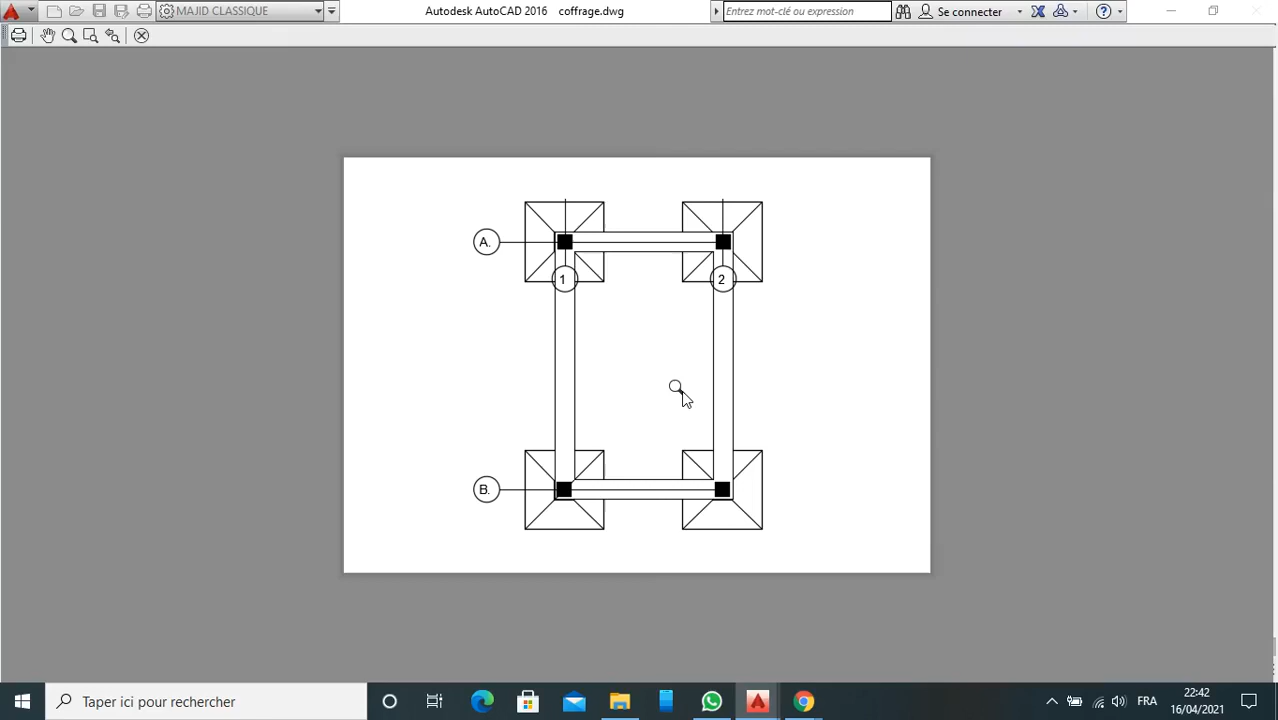 MAJID CLASSIQUE
Autodesk AutoCAD 2016 coffrage.dwg
Entrez mot-clé ou expression
Se connecter
A.
1
2
B.
Taper ici pour rechercher
FRA
22:42
16/04/2021